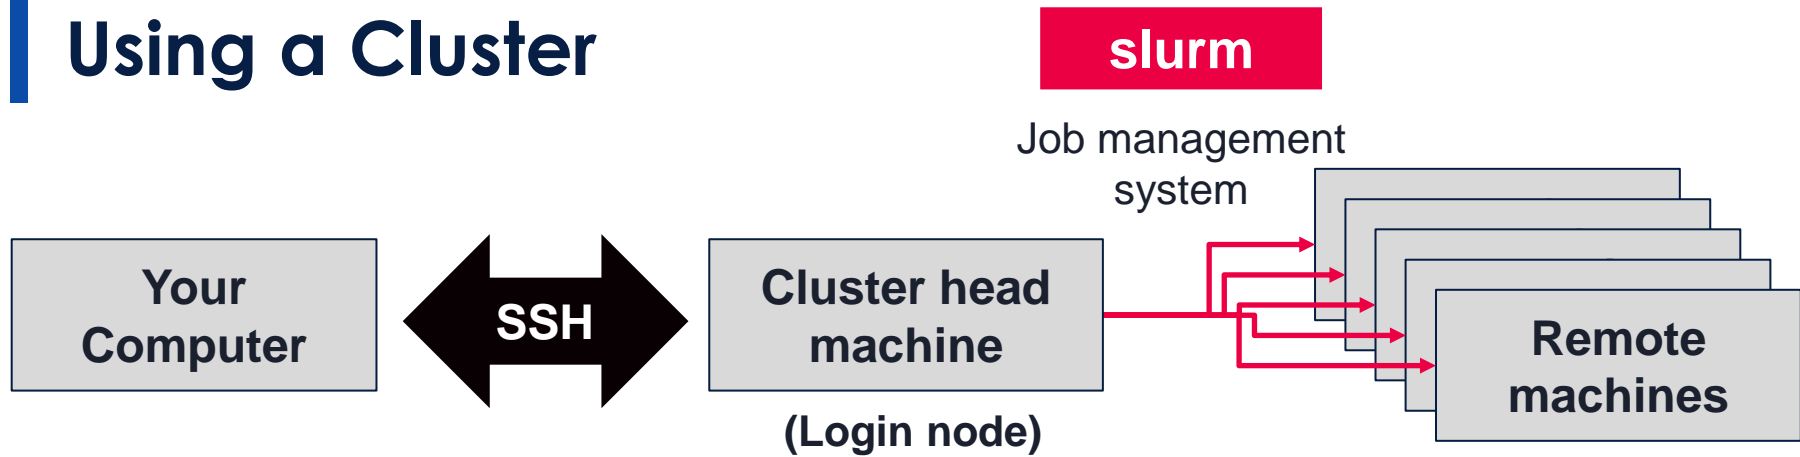 Using a Cluster
slurm
Job management
system
Your
Computer
SSH
Cluster head
machine
(Login node)
Remote
machines